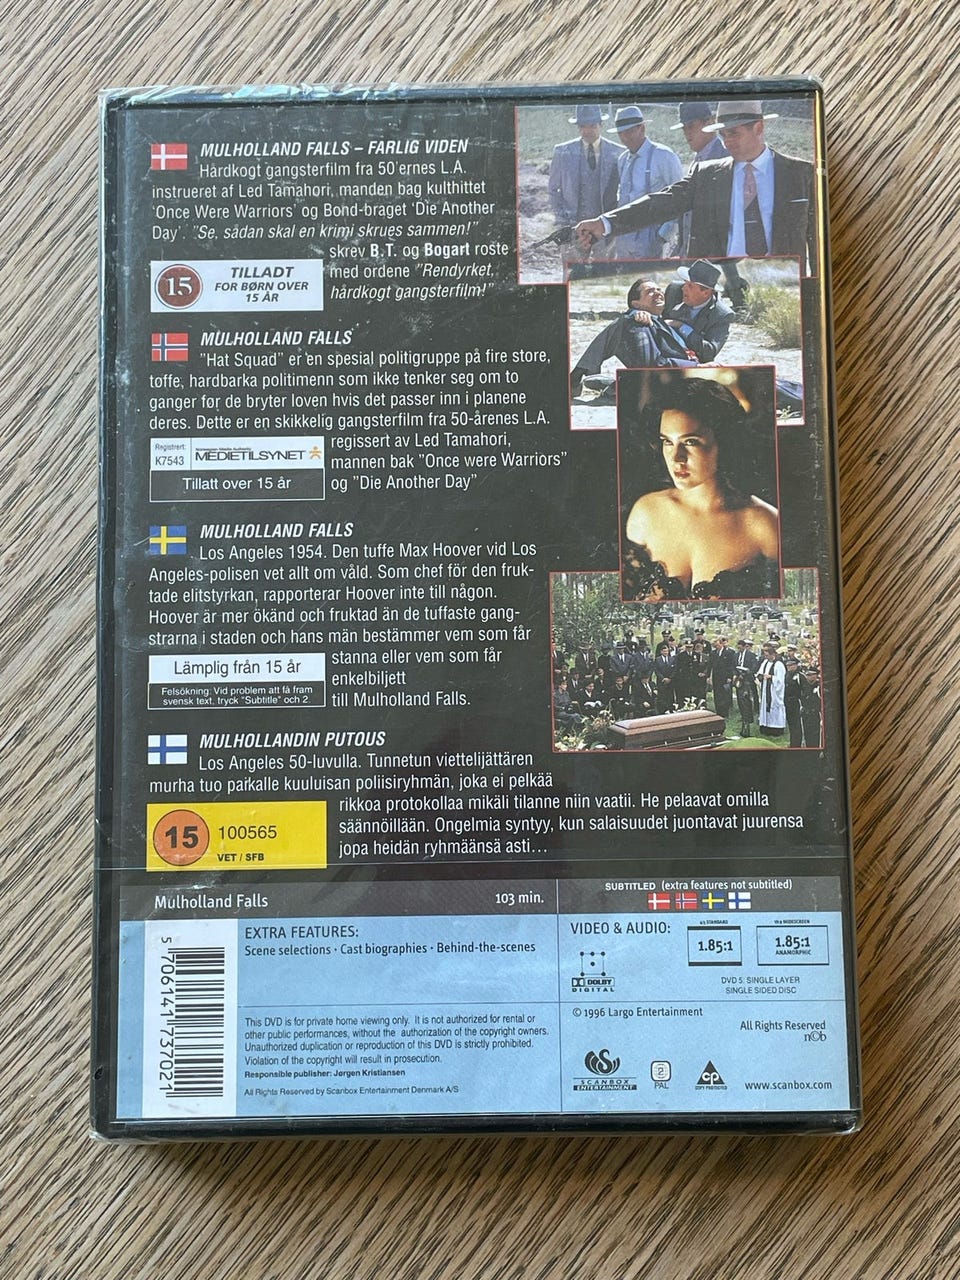 MULHOLLAND FALLS – FARLIG VIDEN
Hårdkogt gangsterfilm fra 50'ernes L.A.
instrueret af Led Tamahori, manden bag kulthittet
'Once Were Warriors' og Bond-braget 'Die Another
Day'. "Se, sådan skal en krimi skrues sammen!"
skrev B.T. og Bogart roste
med ordene "Rendyrket,
hårdkogt gangsterfilm!"
15
TILLADT
FOR BØRN OVER
15 ÅR
MULHOLLAND FALLS
"Hat Squad" er en spesial politigruppe på fire store,
tøffe, hardbarka politimenn som ikke tenker seg om to
ganger før de bryter loven hvis det passer inn i planene
deres. Dette er en skikkelig gangsterfilm fra 50-årenes L.A.
regissert av Led Tamahori,
mannen bak "Once were Warriors"
og "Die Another Day"
Registrert:
K7543
Norwegian Media Authority
MEDIETILSYNET
Tillatt over 15 år
MULHOLLAND FALLS
Los Angeles 1954. Den tuffe Max Hoover vid Los
Angeles-polisen vet allt om våld. Som chef för den fruk-
tade elitstyrkan, rapporterar Hoover inte till någon.
Hoover är mer ökänd och fruktad än de tuffaste gang-
strarna i staden och hans män bestämmer vem som får
stanna eller vem som får
enkelbiljett
till Mulholland Falls.
Lämplig från 15 år
Felsökning: Vid problem att få fram
svensk text, tryck "Subtitle" och 2.
MULHOLLANDIN PUTOUS
Los Angeles 50-luvulla. Tunnetun viettelijättären
murha tuo paikalle kuuluisan poliisiryhmän, joka ei pelkää
rikkoa protokollaa mikäli tilanne niin vaatii. He pelaavat omilla
säännöillään. Ongelmia syntyy, kun salaisuudet juontavat juurensa
jopa heidän ryhmäänsä asti...
15
100565
VET / SFB
Mulholland Falls
103 min.
SUBTITLED (extra features not subtitled)
EXTRA FEATURES:
Scene selections · Cast biographies · Behind-the-scenes
VIDEO & AUDIO:
4:3 STANDARD
1.85:1
16:9 WIDESCREEN
1.85:1
ANAMORPHIC
DOLBY
DIGITAL
DVD 5: SINGLE LAYER
SINGLE SIDED DISC
5 706141 737021
This DVD is for private home viewing only. It is not authorized for rental or
other public performances, without the authorization of the copyright owners.
Unauthorized duplication or reproduction of this DVD is strictly prohibited.
Violation of the copyright will result in prosecution.
Responsible publisher: Jørgen Kristiansen
All Rights Reserved by Scanbox Entertainment Denmark A/S
© 1996 Largo Entertainment
All Rights Reserved
n©b
SCANBOX
ENTERTAINMENT
2
PAL
CP
COPY PROTECTED
www.scanbox.com